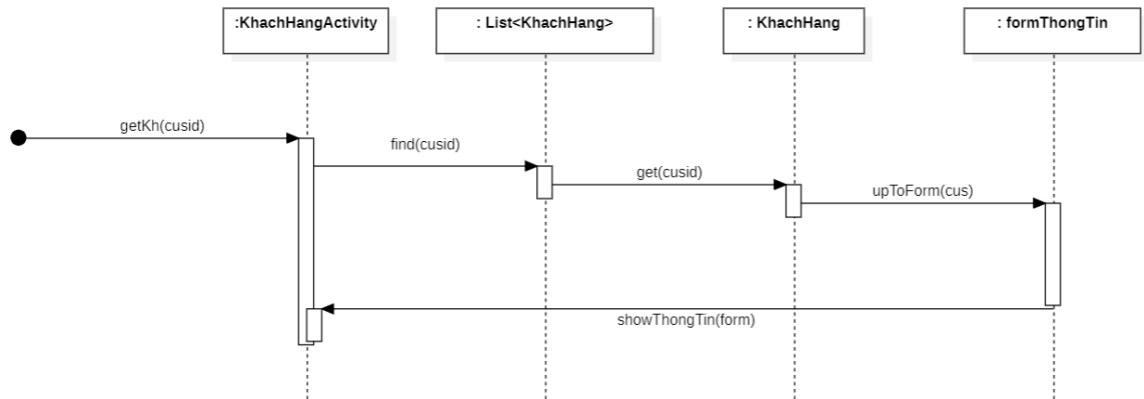 :KhachHangActivity
: List<KhachHang>
: KhachHang
: formThongTin
getKh(cusid)
find(cusid)
get(cusid)
upToForm(cus)
showThongTin(form)